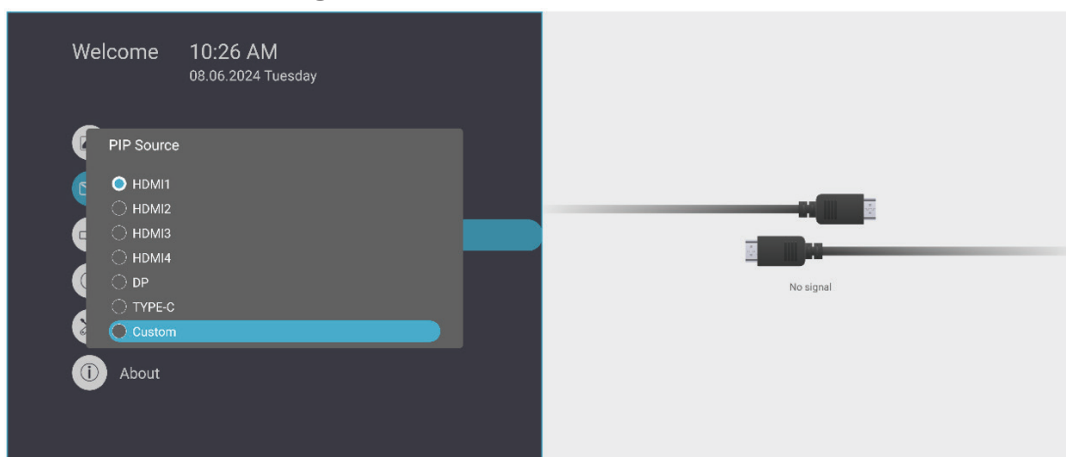 Welcome 10:26 AM
08.06.2024 Tuesday
PIP Source
HDMI1
HDMI2
HDMI3
HDMI4
DP
TYPE-C
Custom
About
No signal